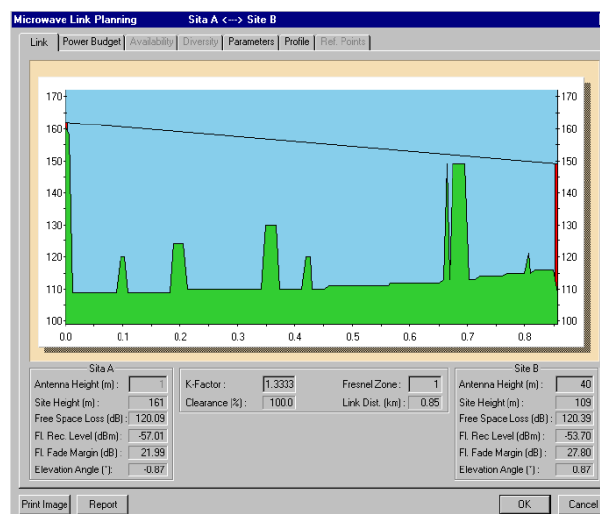 Microwave Link Planning Sita A <---> Site B
Link Power Budget Availability Diversity Parameters Profile Ref. Points
170 170
160 160
150 150
140 140
130 130
120 120
110 110
100 100
0.0 0.1 0.2 0.3 0.4 0.5 0.6 0.7 0.8
Sita A
Antenna Height (m) : 1
Site Height (m) : 161
Free Space Loss (dB) : 120.09
Fl. Rec. Level (dBm) : -57.01
Fl. Fade Margin (dB) : 21.99
Elevation Angle (°): -0.87
K-Factor : 1.3333 Fresnel Zone : 1
Clearance (%) : 100.0 Link Dist. (km) : 0.85
Site B
Antenna Height (m) : 40
Site Height (m) : 109
Free Space Loss (dB) : 120.39
Fl. Rec. Level (dBm) : -53.70
Fl. Fade Margin (dB) : 27.80
Elevation Angle (°) : 0.87
Print Image Report OK Cancel